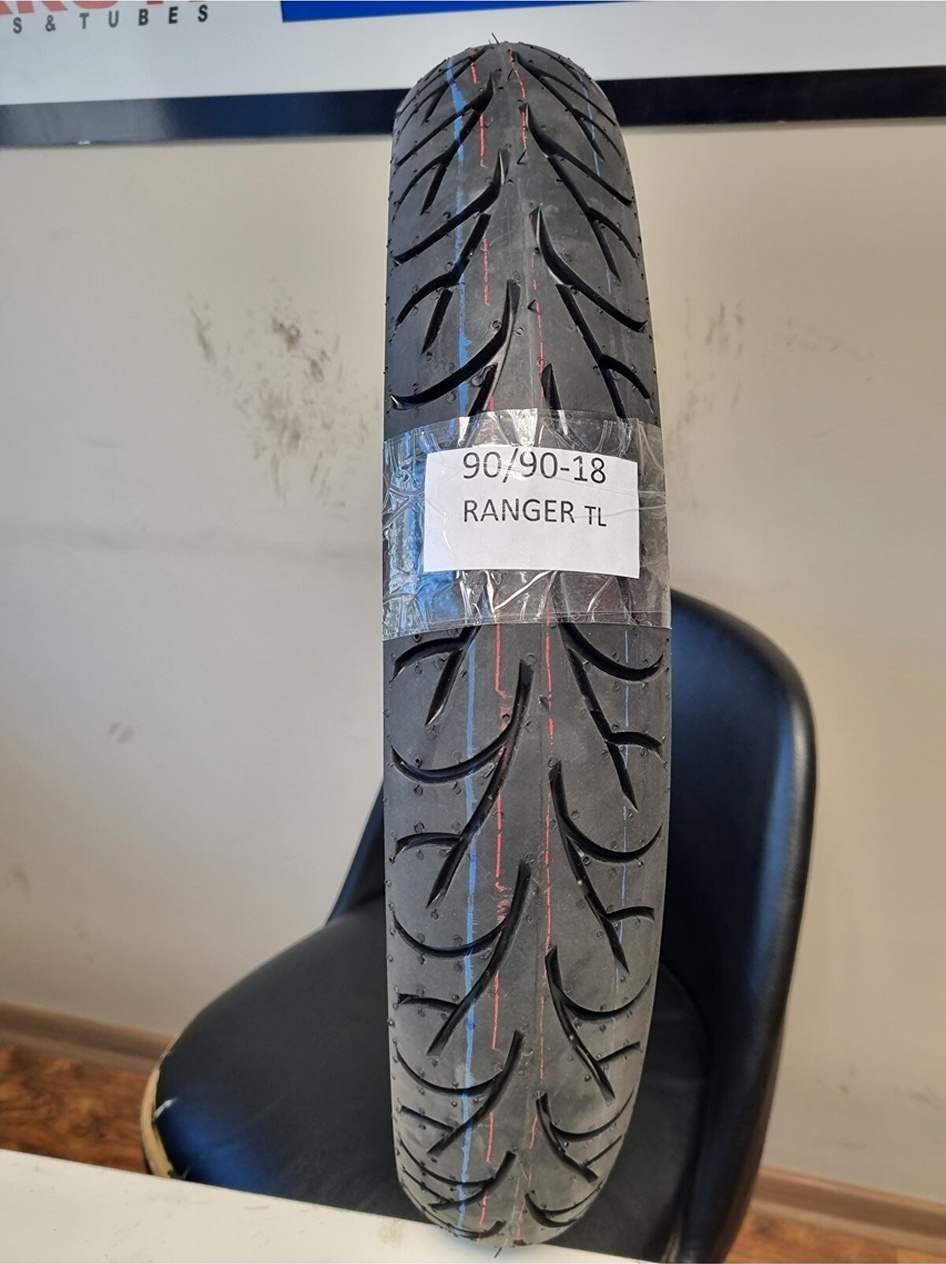 S & TUBES
90/90-18
RANGER TL